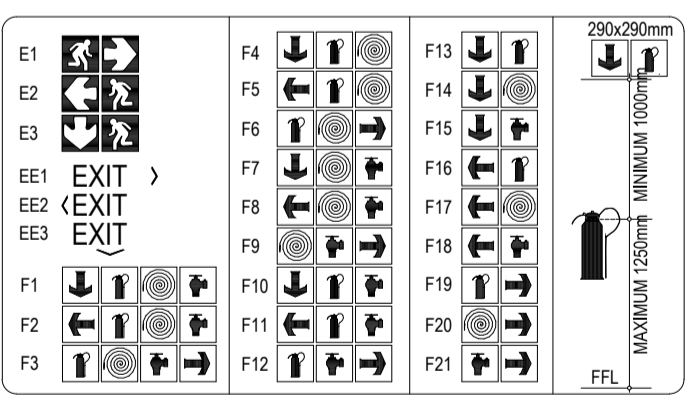 E1
E2
E3
EE1 EXIT >
EE2 <EXIT
EE3 EXIT
F1
F2
F3
F4
F5
F6
F7
F8
F9
F10
F11
F12
F13
F14
F15
F16
F17
F18
F19
F20
F21
290x290mm
MINIMUM 1000mm
MAXIMUM 1250mm
FFL